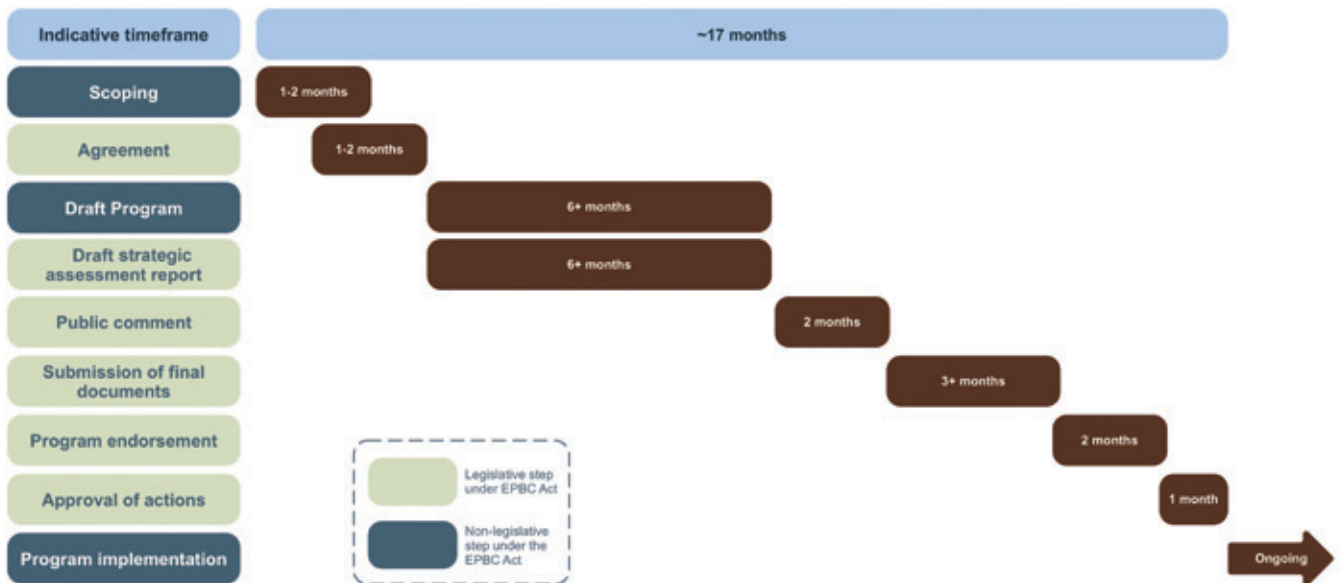 Indicative timeframe
~17 months
Scoping
1-2 months
Agreement
1-2 months
Draft Program
6+ months
Draft strategic
assessment report
6+ months
Public comment
2 months
Submission of final
documents
3+ months
Program endorsement
2 months
Approval of actions
1 month
Program implementation
Ongoing
Legislative step
under EPBC Act
Non-legislative
step under the
EPBC Act